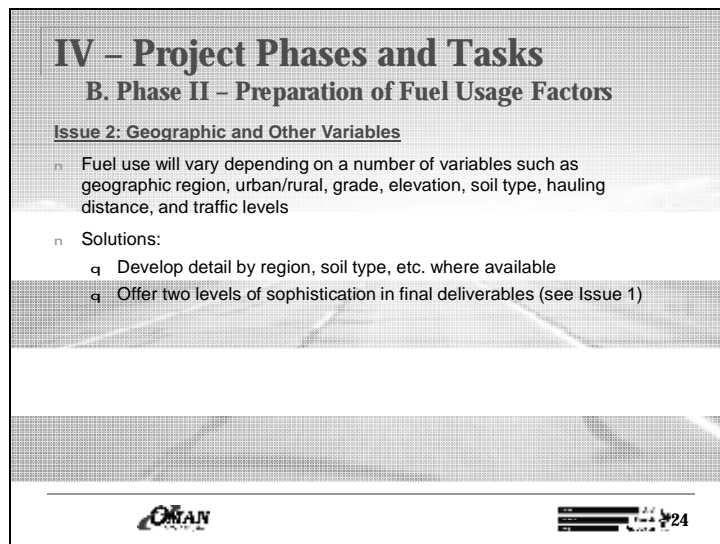 IV – Project Phases and Tasks
B. Phase II – Preparation of Fuel Usage Factors
Issue 2: Geographic and Other Variables
n Fuel use will vary depending on a number of variables such as
geographic region, urban/rural, grade, elevation, soil type, hauling
distance, and traffic levels
n Solutions:
q Develop detail by region, soil type, etc. where available
q Offer two levels of sophistication in final deliverables (see Issue 1)
OMAN
24